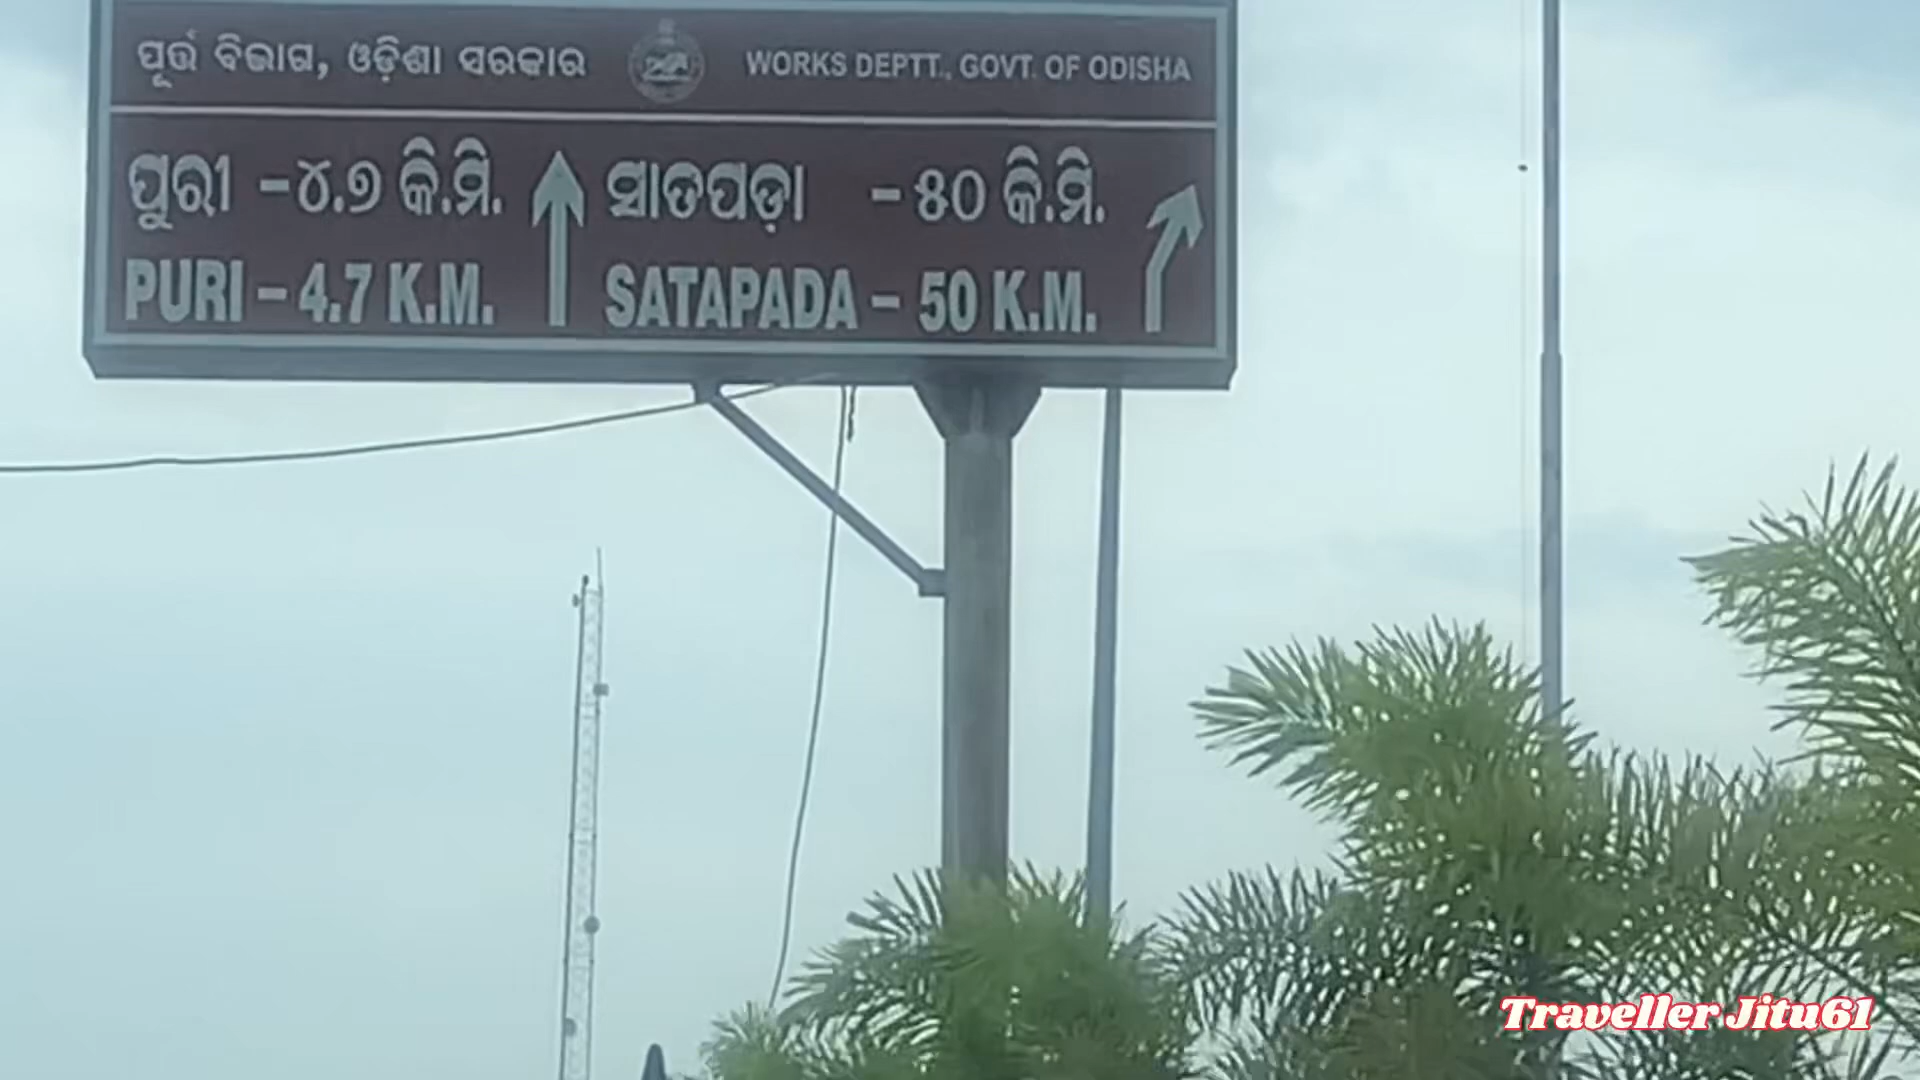 ପୂର୍ତ୍ତ ବିଭାଗ, ଓଡ଼ିଶା ସରକାର WORKS DEPTT., GOVT. OF ODISHA
ପୁରୀ -୪.୭ କି.ମି. ସାତପଡ଼ା -୫୦ କି.ମି.
PURI - 4.7 K.M. SATAPADA - 50 K.M.
Traveller Jitu61